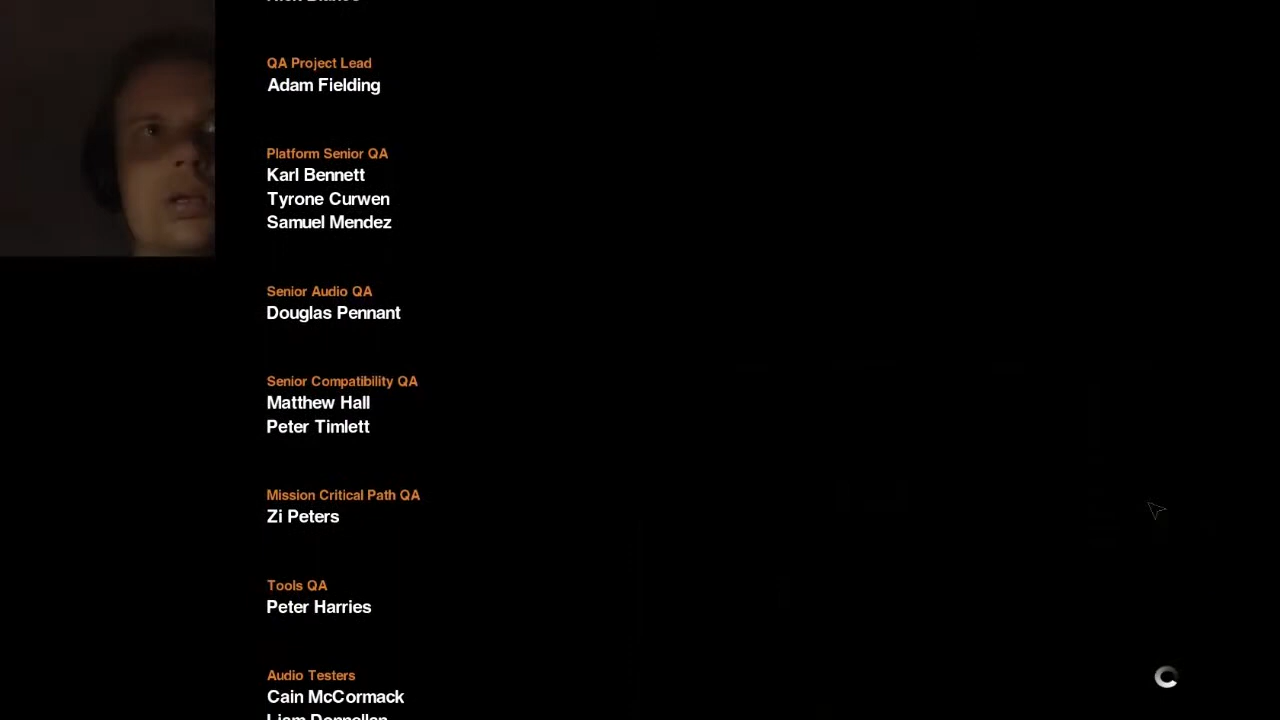 QA Project Lead
Adam Fielding
Platform Senior QA
Karl Bennett
Tyrone Curwen
Samuel Mendez
Senior Audio QA
Douglas Pennant
Senior Compatibility QA
Matthew Hall
Peter Timlett
Mission Critical Path QA
Zi Peters
Tools QA
Peter Harries
Audio Testers
Cain McCormack
Liam Donnellan